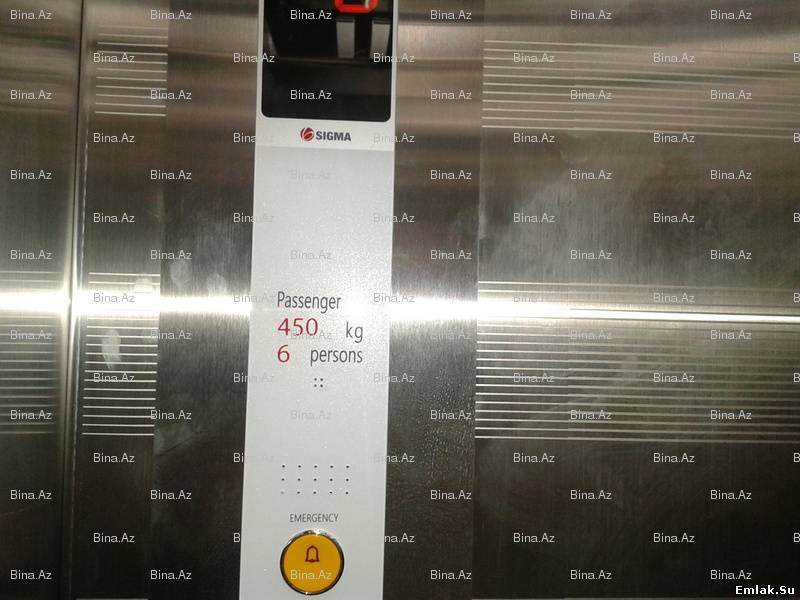 SIGMA
Passenger
450 kg
6 persons
EMERGENCY
Bina.Az
Emlak.Su